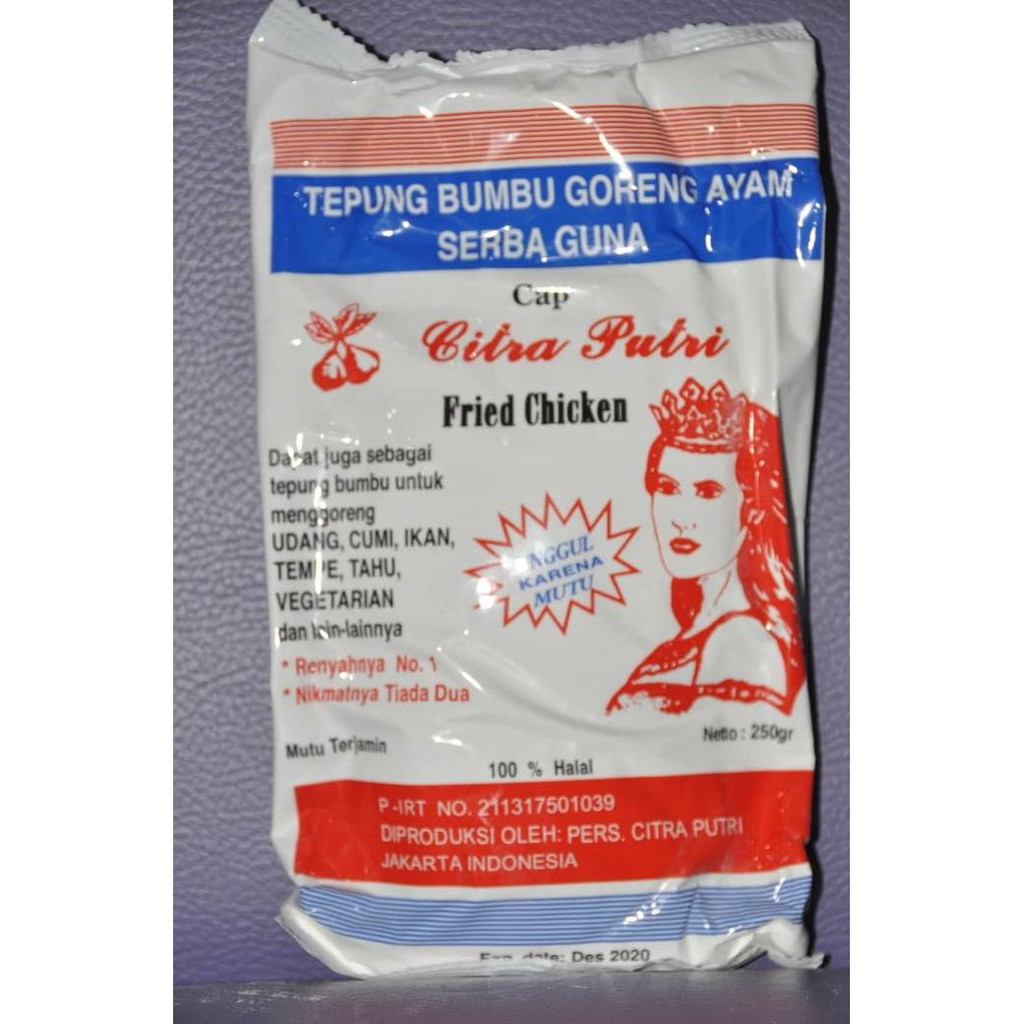 TEPUNG BUMBU GORENG AYAM
SERBA GUNA
Cap
Citra Putri
Fried Chicken
Dapat juga sebagai
tepung bumbu untuk
menggoreng
UDANG, CUMI, IKAN,
TEMPE, TAHU,
VEGETARIAN
dan lain-lainnya
* Renyahnya No. 1
* Nikmatnya Tiada Dua
UNGGUL
KARENA
MUTU
Mutu Terjamin
Netto : 250gr
100 % Halal
P-IRT NO. 211317501039
DIPRODUKSI OLEH: PERS. CITRA PUTRI
JAKARTA INDONESIA
Exp. date: Des 2020